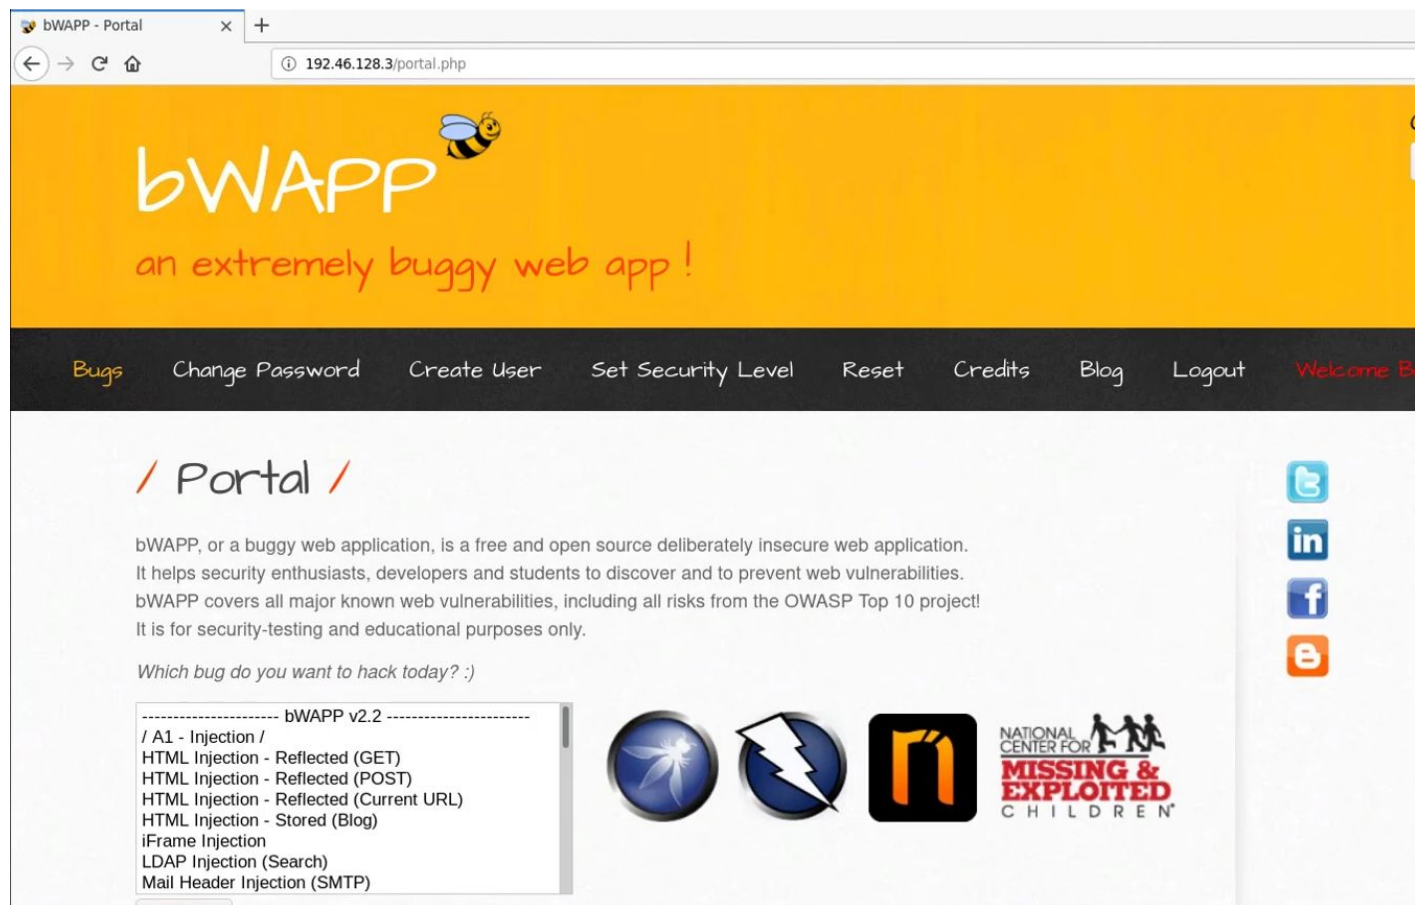 bWAPP - Portal
192.46.128.3/portal.php
bWAPP
an extremely buggy web app !
Bugs Change Password Create User Set Security Level Reset Credits Blog Logout Welcome
/ Portal /
bWAPP, or a buggy web application, is a free and open source deliberately insecure web application.
It helps security enthusiasts, developers and students to discover and to prevent web vulnerabilities.
bWAPP covers all major known web vulnerabilities, including all risks from the OWASP Top 10 project!
It is for security-testing and educational purposes only.
Which bug do you want to hack today? :)
---------------------- bWAPP v2.2 -----------------------
/ A1 - Injection /
HTML Injection - Reflected (GET)
HTML Injection - Reflected (POST)
HTML Injection - Reflected (Current URL)
HTML Injection - Stored (Blog)
iFrame Injection
LDAP Injection (Search)
Mail Header Injection (SMTP)
NATIONAL
CENTER FOR
MISSING &
EXPLOITED
CHILDREN